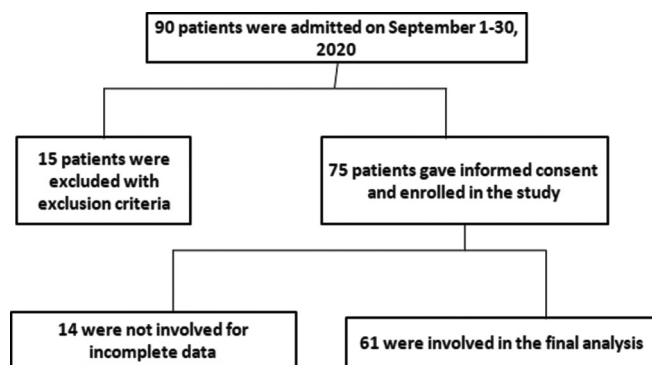 90 patients were admitted on September 1-30,
2020
15 patients were
excluded with
exclusion criteria
75 patients gave informed consent
and enrolled in the study
14 were not involved for
incomplete data
61 were involved in the final analysis